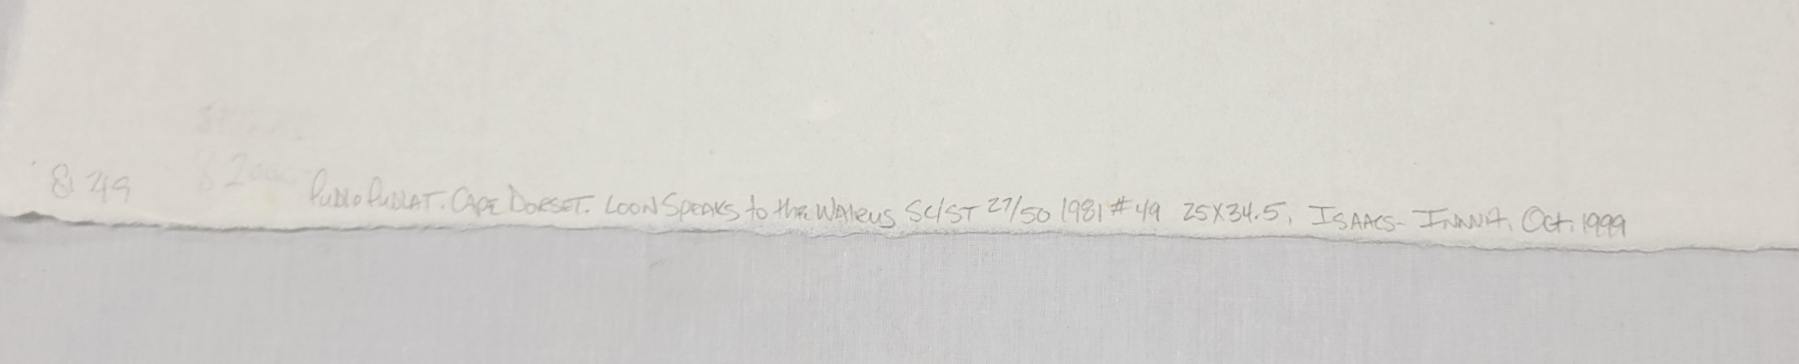 8149 Pudlo Pudlat. Cape Dorset. Loon Speaks to the Walrus SC/ST 27/50 1981 #49 25X34.5, Isaacs- Innuit, Oct. 1999